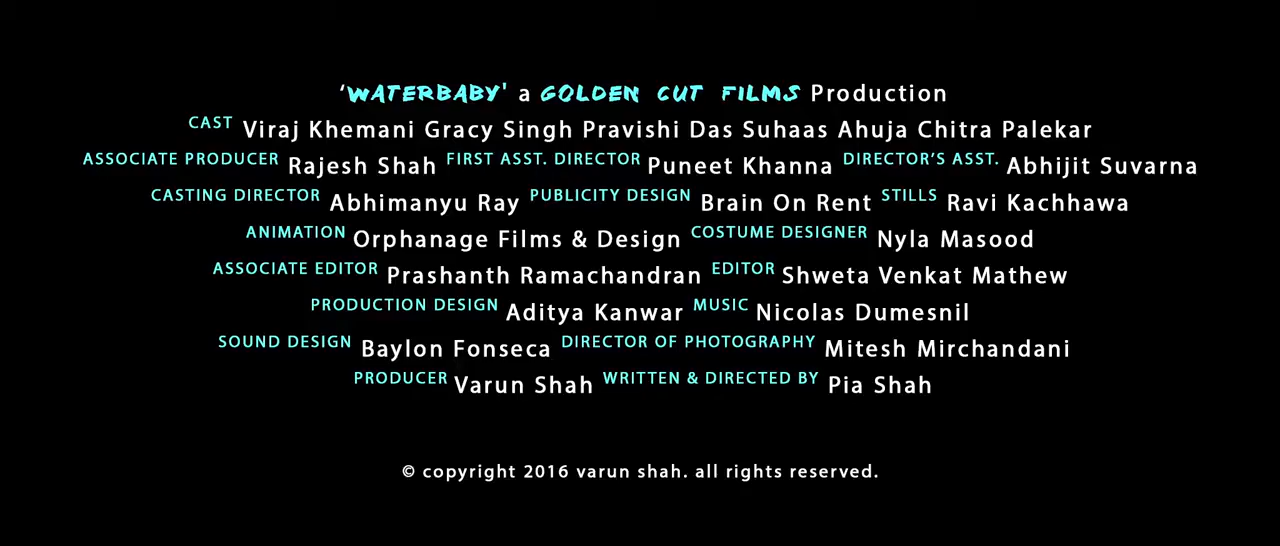 ‘WATERBABY' a GOLDEN CUT FILMS Production
CAST Viraj Khemani Gracy Singh Pravishi Das Suhaas Ahuja Chitra Palekar
ASSOCIATE PRODUCER Rajesh Shah FIRST ASST. DIRECTOR Puneet Khanna DIRECTOR’S ASST. Abhijit Suvarna
CASTING DIRECTOR Abhimanyu Ray PUBLICITY DESIGN Brain On Rent STILLS Ravi Kachhawa
ANIMATION Orphanage Films & Design COSTUME DESIGNER Nyla Masood
ASSOCIATE EDITOR Prashanth Ramachandran EDITOR Shweta Venkat Mathew
PRODUCTION DESIGN Aditya Kanwar MUSIC Nicolas Dumesnil
SOUND DESIGN Baylon Fonseca DIRECTOR OF PHOTOGRAPHY Mitesh Mirchandani
PRODUCER Varun Shah WRITTEN & DIRECTED BY Pia Shah
© copyright 2016 varun shah. all rights reserved.